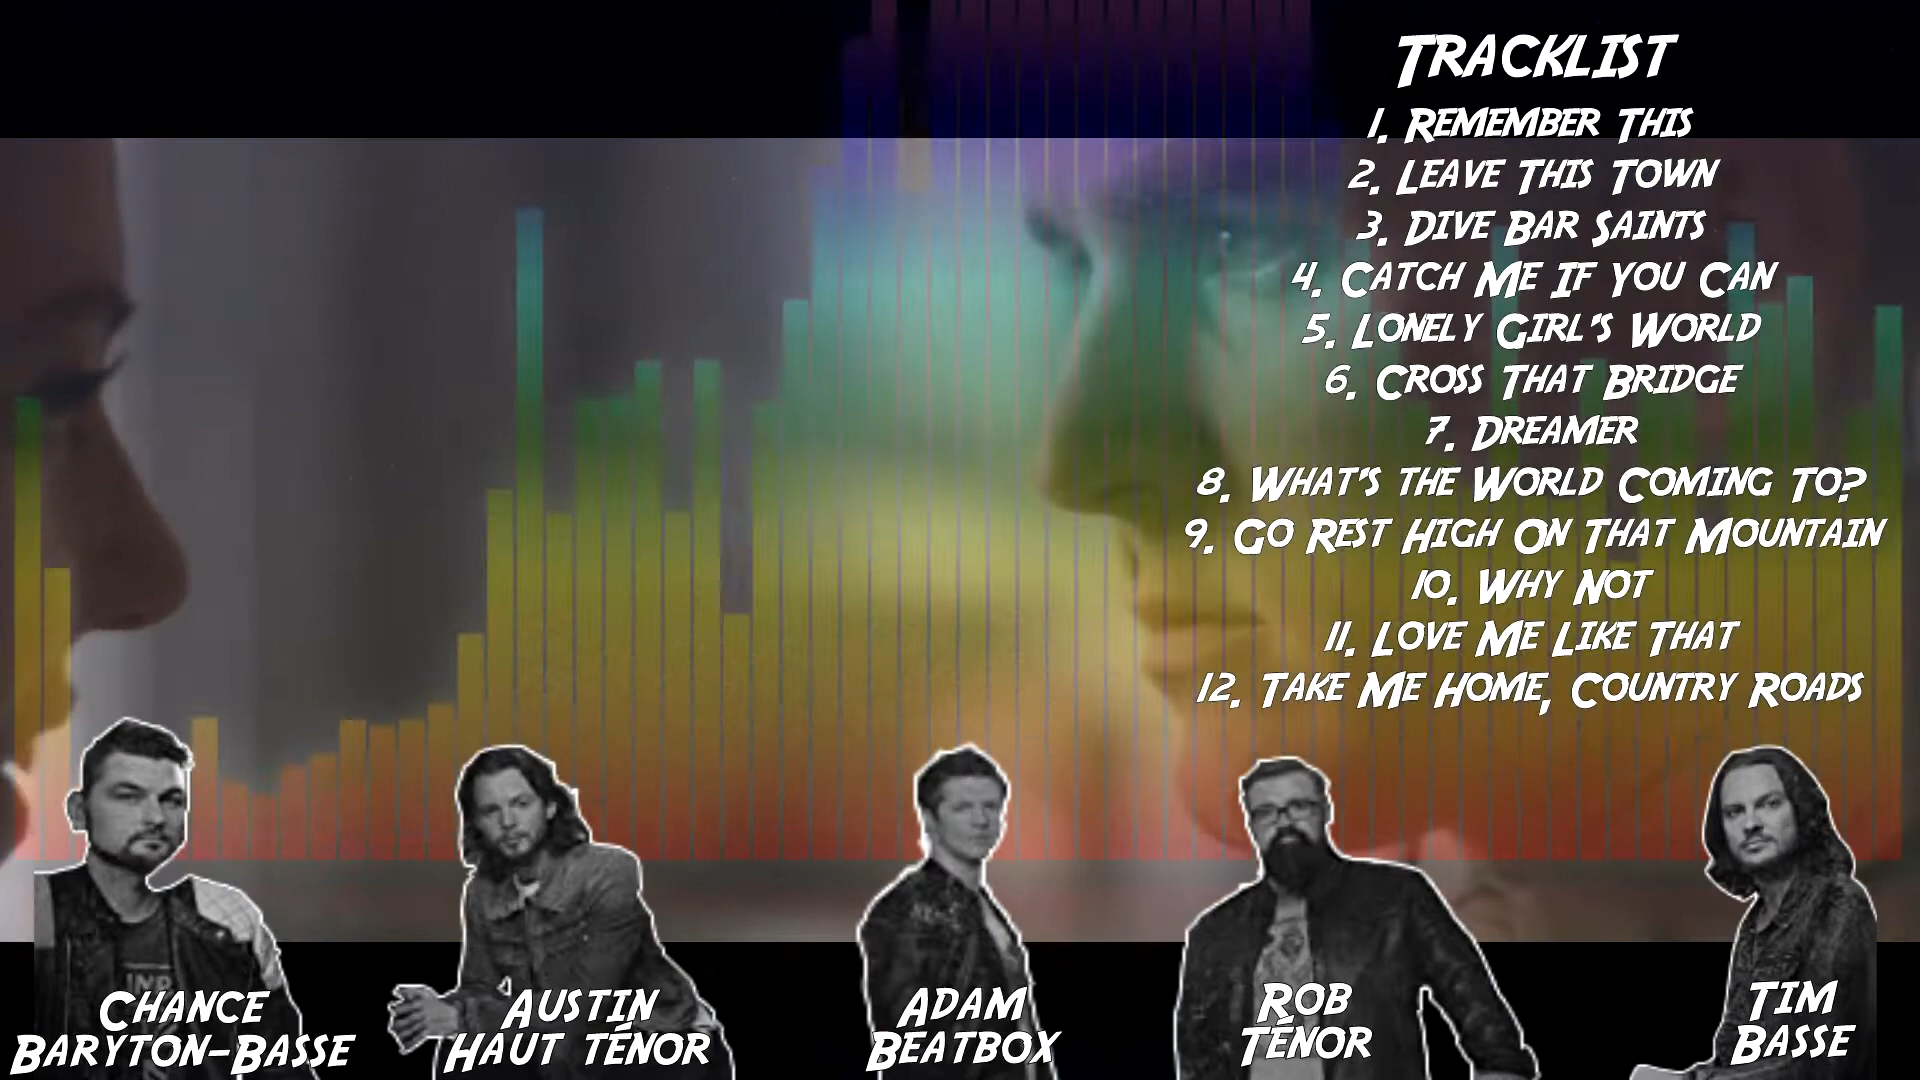 Tracklist
1. Remember This
2. Leave This Town
3. Dive Bar Saints
4. Catch Me If You Can
5. Lonely Girl's World
6. Cross That Bridge
7. Dreamer
8. What's the World Coming To?
9. Go Rest High On That Mountain
10. Why Not
11. Love Me Like That
12. Take Me Home, Country Roads
Chance
Baryton-Basse
Austin
Haut ténor
Adam
Beatbox
Rob
Ténor
Tim
Basse